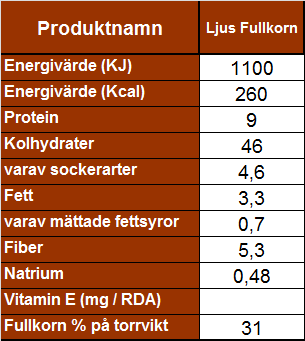 Produktnamn Ljus Fullkorn
Energivärde (KJ) 1100
Energivärde (Kcal) 260
Protein 9
Kolhydrater 46
varav sockerarter 4,6
Fett 3,3
varav mättade fettsyror 0,7
Fiber 5,3
Natrium 0,48
Vitamin E (mg / RDA)
Fullkorn % på torrvikt 31